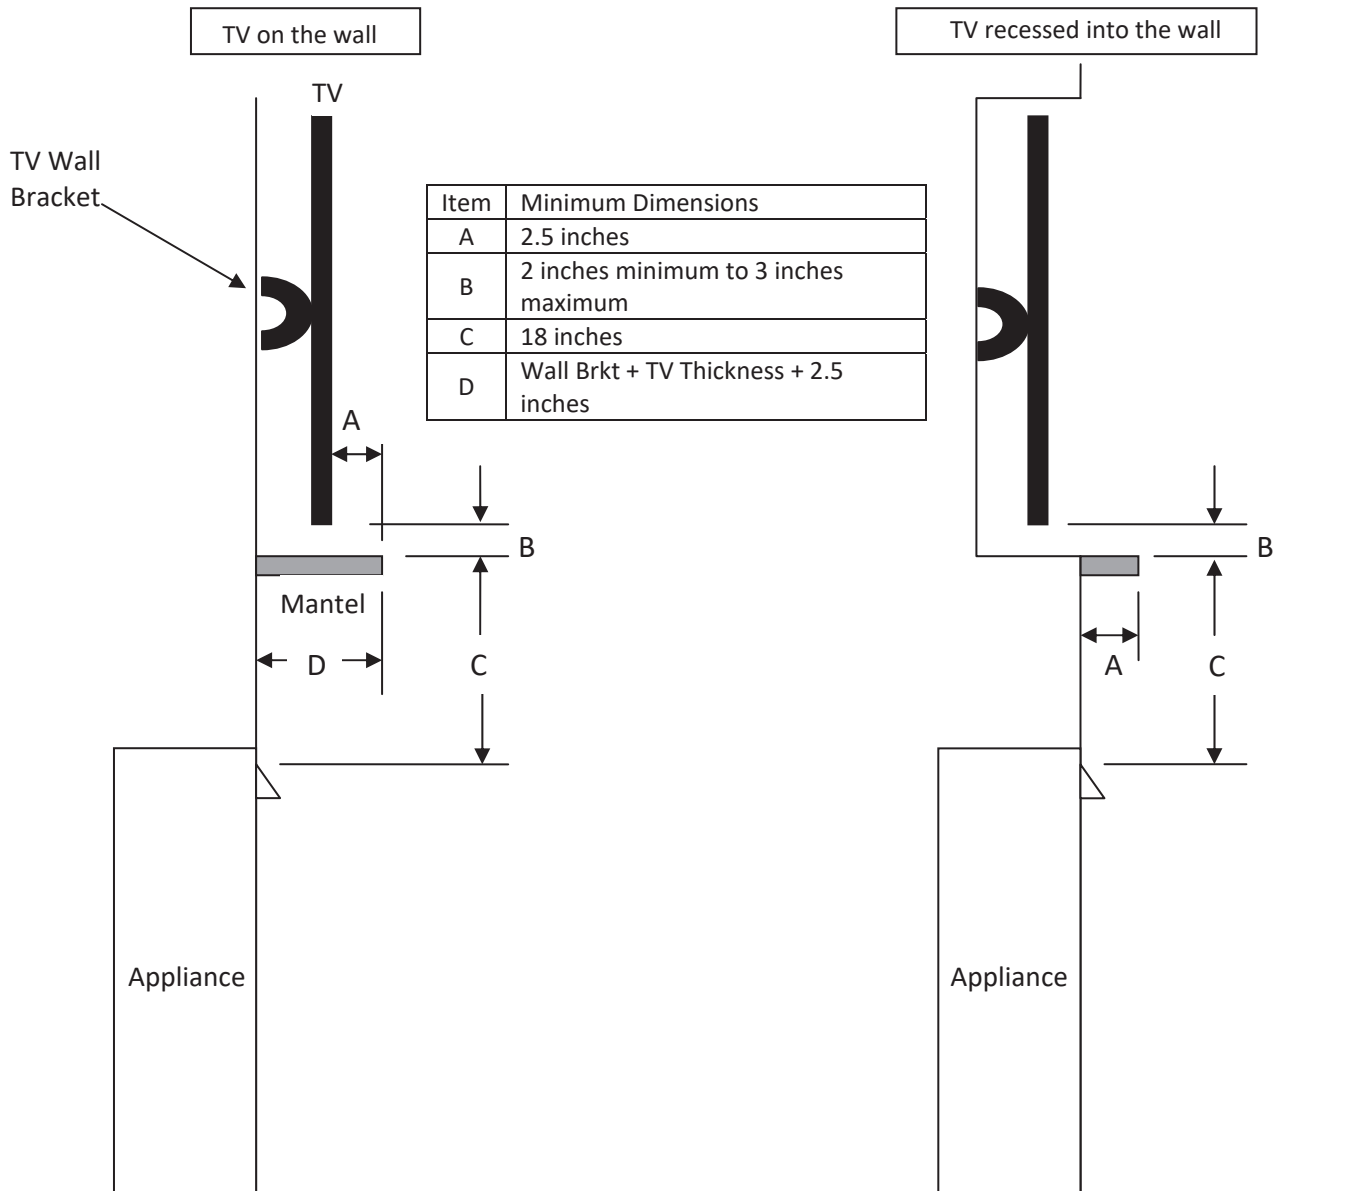 TV on the wall
TV recessed into the wall
TV
TV Wall
Bracket
Item Minimum Dimensions
A 2.5 inches
B 2 inches minimum to 3 inches
maximum
C 18 inches
D Wall Brkt + TV Thickness + 2.5
inches
A
B
B
Mantel
D
C
A
C
Appliance
Appliance